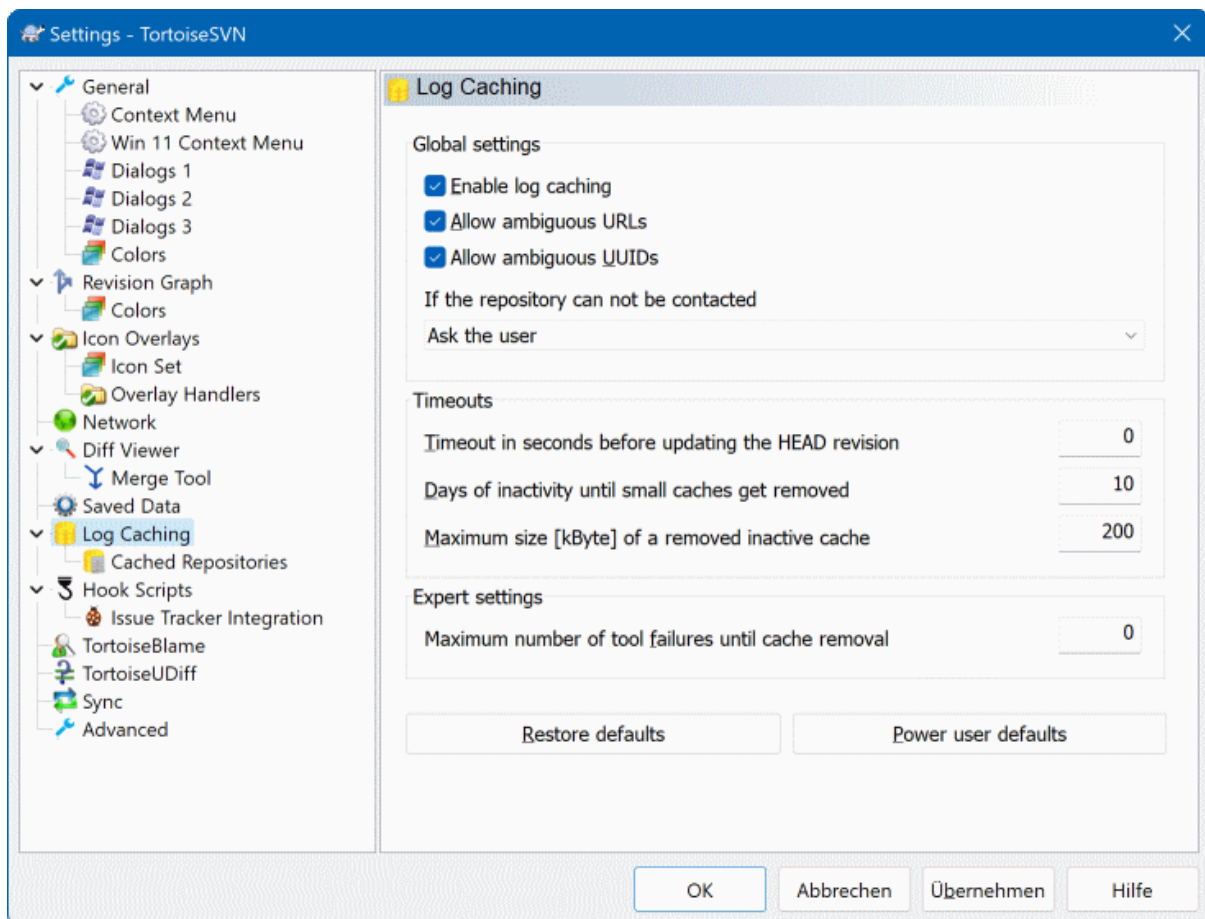 Settings - TortoiseSVN
General
Context Menu
Win 11 Context Menu
Dialogs 1
Dialogs 2
Dialogs 3
Colors
Revision Graph
Colors
Icon Overlays
Icon Set
Overlay Handlers
Network
Diff Viewer
Merge Tool
Saved Data
Log Caching
Cached Repositories
Hook Scripts
Issue Tracker Integration
TortoiseBlame
TortoiseUDiff
Sync
Advanced
Log Caching
Global settings
Enable log caching
Allow ambiguous URLs
Allow ambiguous UUIDs
If the repository can not be contacted
Ask the user
Timeouts
Timeout in seconds before updating the HEAD revision 0
Days of inactivity until small caches get removed 10
Maximum size [kByte] of a removed inactive cache 200
Expert settings
Maximum number of tool failures until cache removal 0
Restore defaults Power user defaults
OK Abbrechen Übernehmen Hilfe